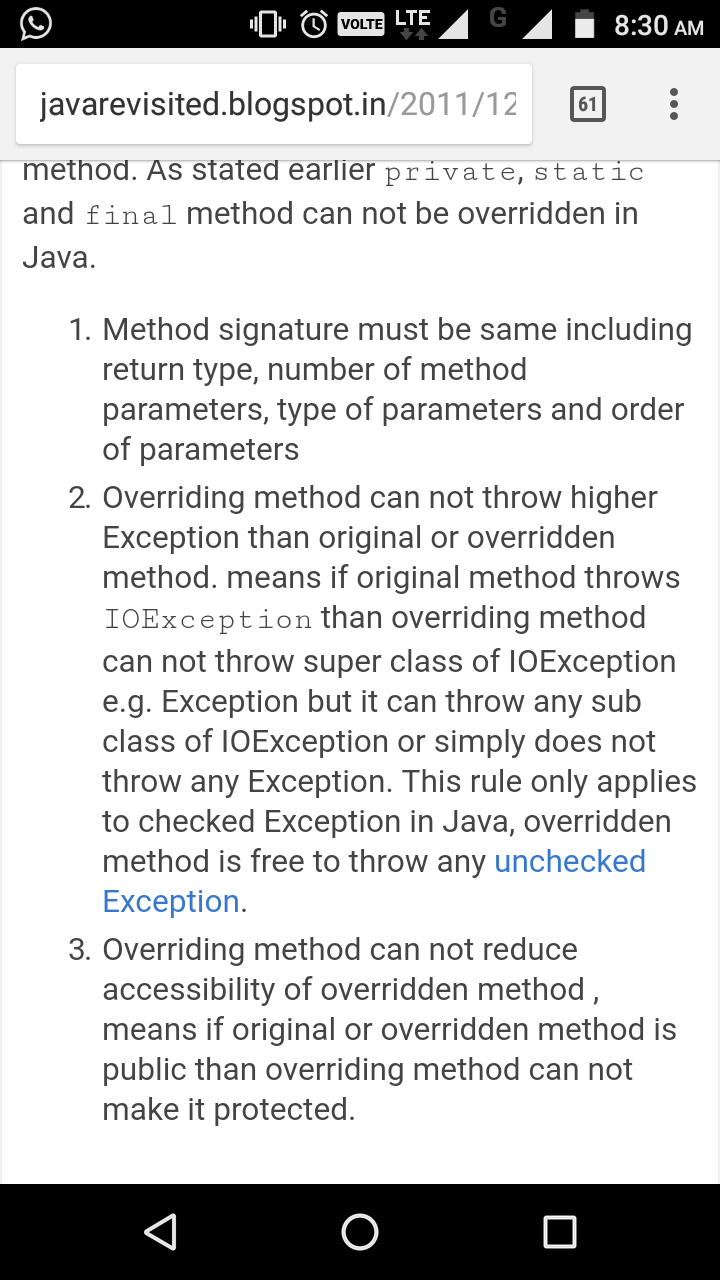 VOLTE LTE G 8:30 AM
javarevisited.blogspot.in/2011/12
61
method. As stated earlier private, static
and final method can not be overridden in
Java.
1. Method signature must be same including
return type, number of method
parameters, type of parameters and order
of parameters
2. Overriding method can not throw higher
Exception than original or overridden
method. means if original method throws
IOException than overriding method
can not throw super class of IOException
e.g. Exception but it can throw any sub
class of IOException or simply does not
throw any Exception. This rule only applies
to checked Exception in Java, overridden
method is free to throw any unchecked
Exception.
3. Overriding method can not reduce
accessibility of overridden method ,
means if original or overridden method is
public than overriding method can not
make it protected.